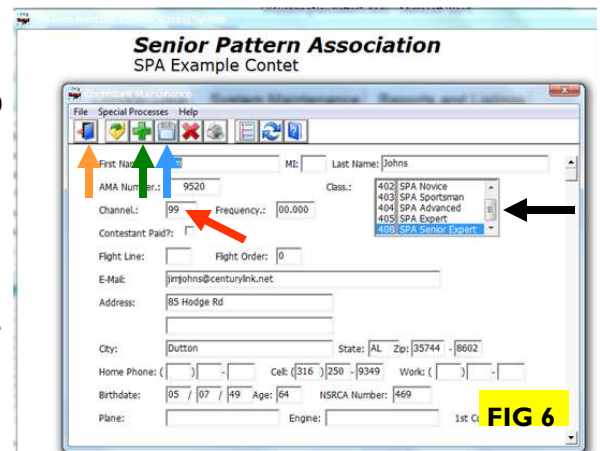 Senior Pattern Association
SPA Example Contet
Contestant Maintenance
File Special Processes Help
First Na MI: Last Name: Johns
AMA Number.: 9520 Class.: 402 SPA Novice
403 SPA Sportsman
404 SPA Advanced
405 SPA Expert
408 SPA Senior Expert
Channel.: 99 Frequency.: 00.000
Contestant Paid?:
Flight Line: Flight Order: 0
E-Mail: jimjohns@centurylink.net
Address: 85 Hodge Rd
City: Dutton State: AL Zip: 35744 - 8602
Home Phone: ( ) - Cell: (316 ) 250 - 9349 Work: ( ) -
Birthdate: 05 / 07 / 49 Age: 64 NSRCA Number: 469
Plane: Engine: 1st Co
FIG 6